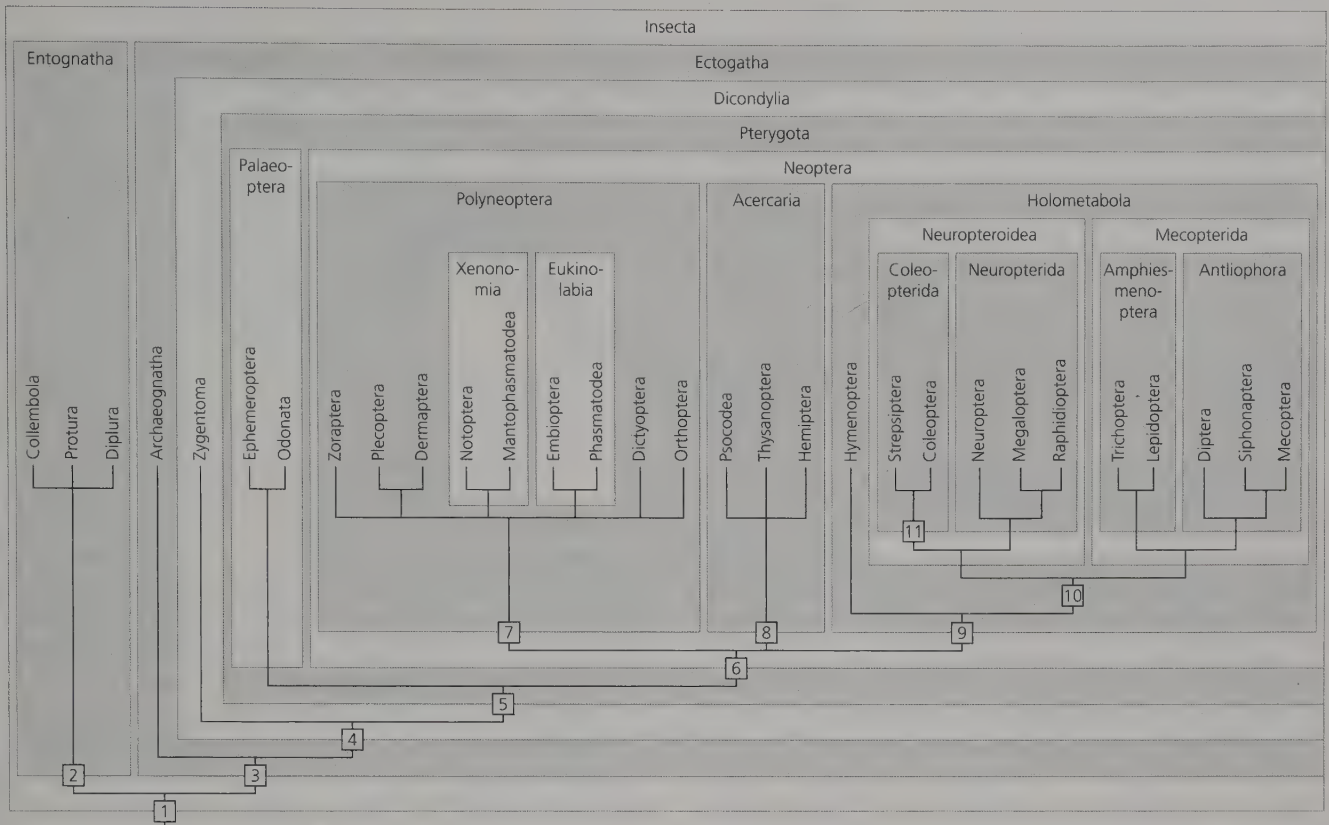 Insecta
Entognatha
Ectogatha
Dicondylia
Pterygota
Palaeo-
ptera
Neoptera
Polyneoptera
Acercaria
Holometabola
Neuropteroidea
Mecopterida
Xenono-
mia
Eukino-
labia
Coleo-
pterida
Neuropterida
Amphies-
meno-
ptera
Antliophora
Collembola
Protura
Diplura
Archaeognatha
Zygentoma
Ephemeroptera
Odonata
Zoraptera
Plecoptera
Dermaptera
Notoptera
Mantophasmatodea
Embioptera
Phasmatodea
Dictyoptera
Orthoptera
Psocodea
Thysanoptera
Hemiptera
Hymenoptera
Strepsiptera
Coleoptera
Neuroptera
Megaloptera
Raphidioptera
Trichoptera
Lepidoptera
Diptera
Siphonaptera
Mecoptera
11
10
7
8
9
6
5
4
2
3
1